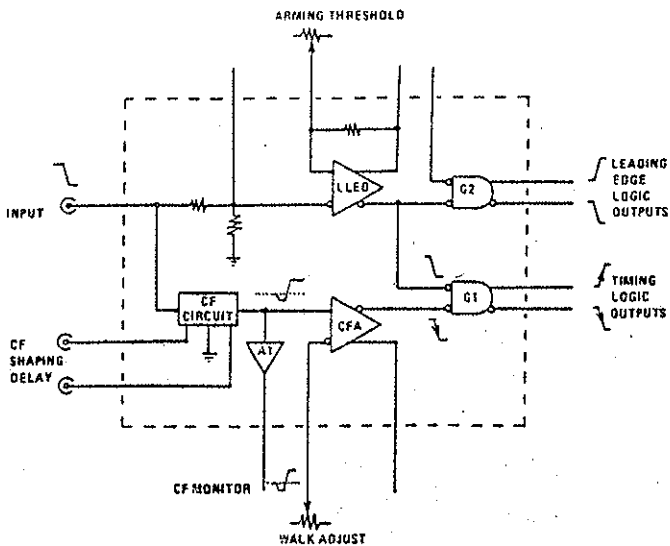 ARMING THRESHOLD
INPUT
LLED
G2
LEADING
EDGE
LOGIC
OUTPUTS
CF
CIRCUIT
CFA
G1
TIMING
LOGIC
OUTPUTS
CF
SHAPING
DELAY
A1
CF MONITOR
WALK ADJUST